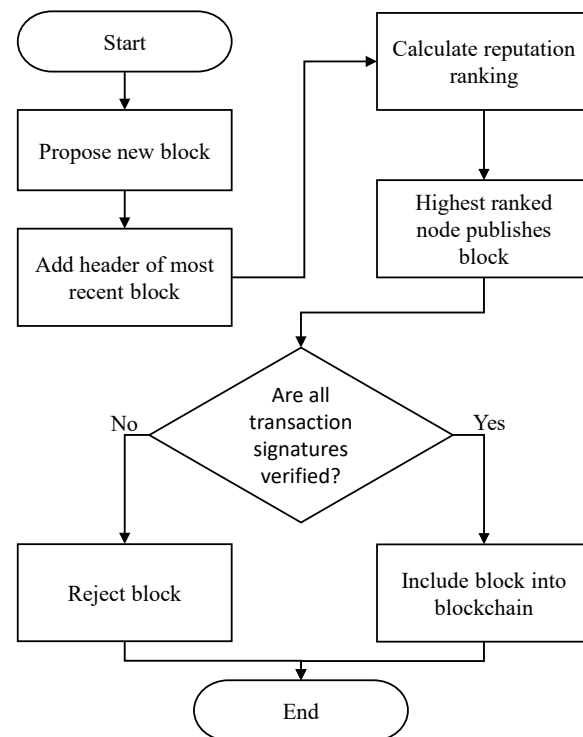 Start
Propose new block
Add header of most
recent block
Calculate reputation
ranking
Highest ranked
node publishes
block
Are all
transaction
signatures
verified?
No
Yes
Reject block
Include block into
blockchain
End